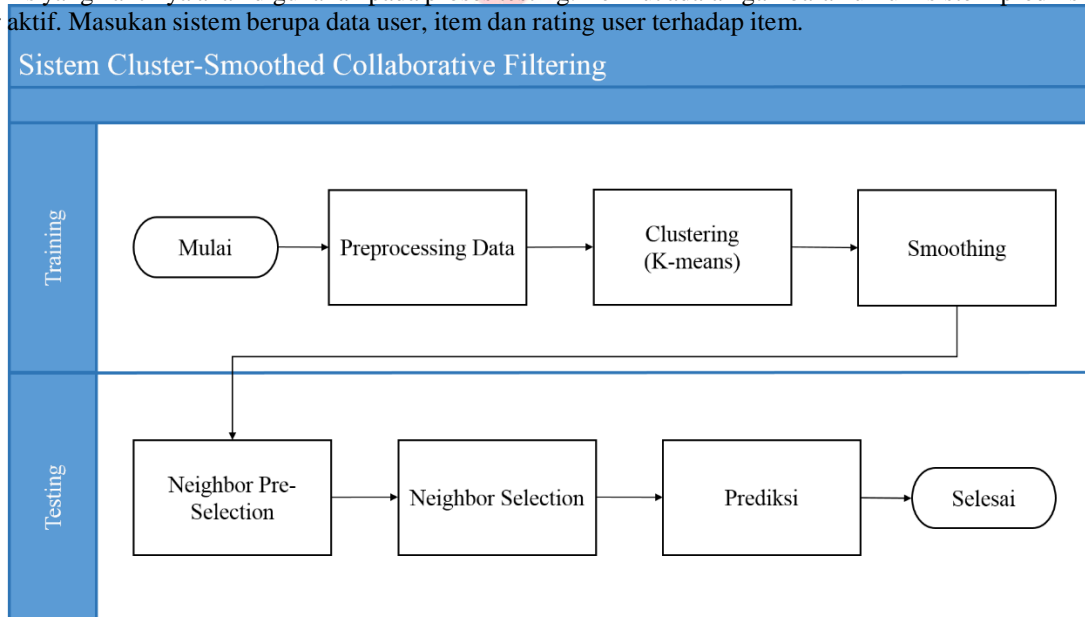 aktif. Masukan sistem berupa data user, item dan rating user terhadap item.
Sistem Cluster-Smoothed Collaborative Filtering
Training
Mulai
Preprocessing Data
Clustering
(K-means)
Smoothing
Testing
Neighbor Pre-
Selection
Neighbor Selection
Prediksi
Selesai